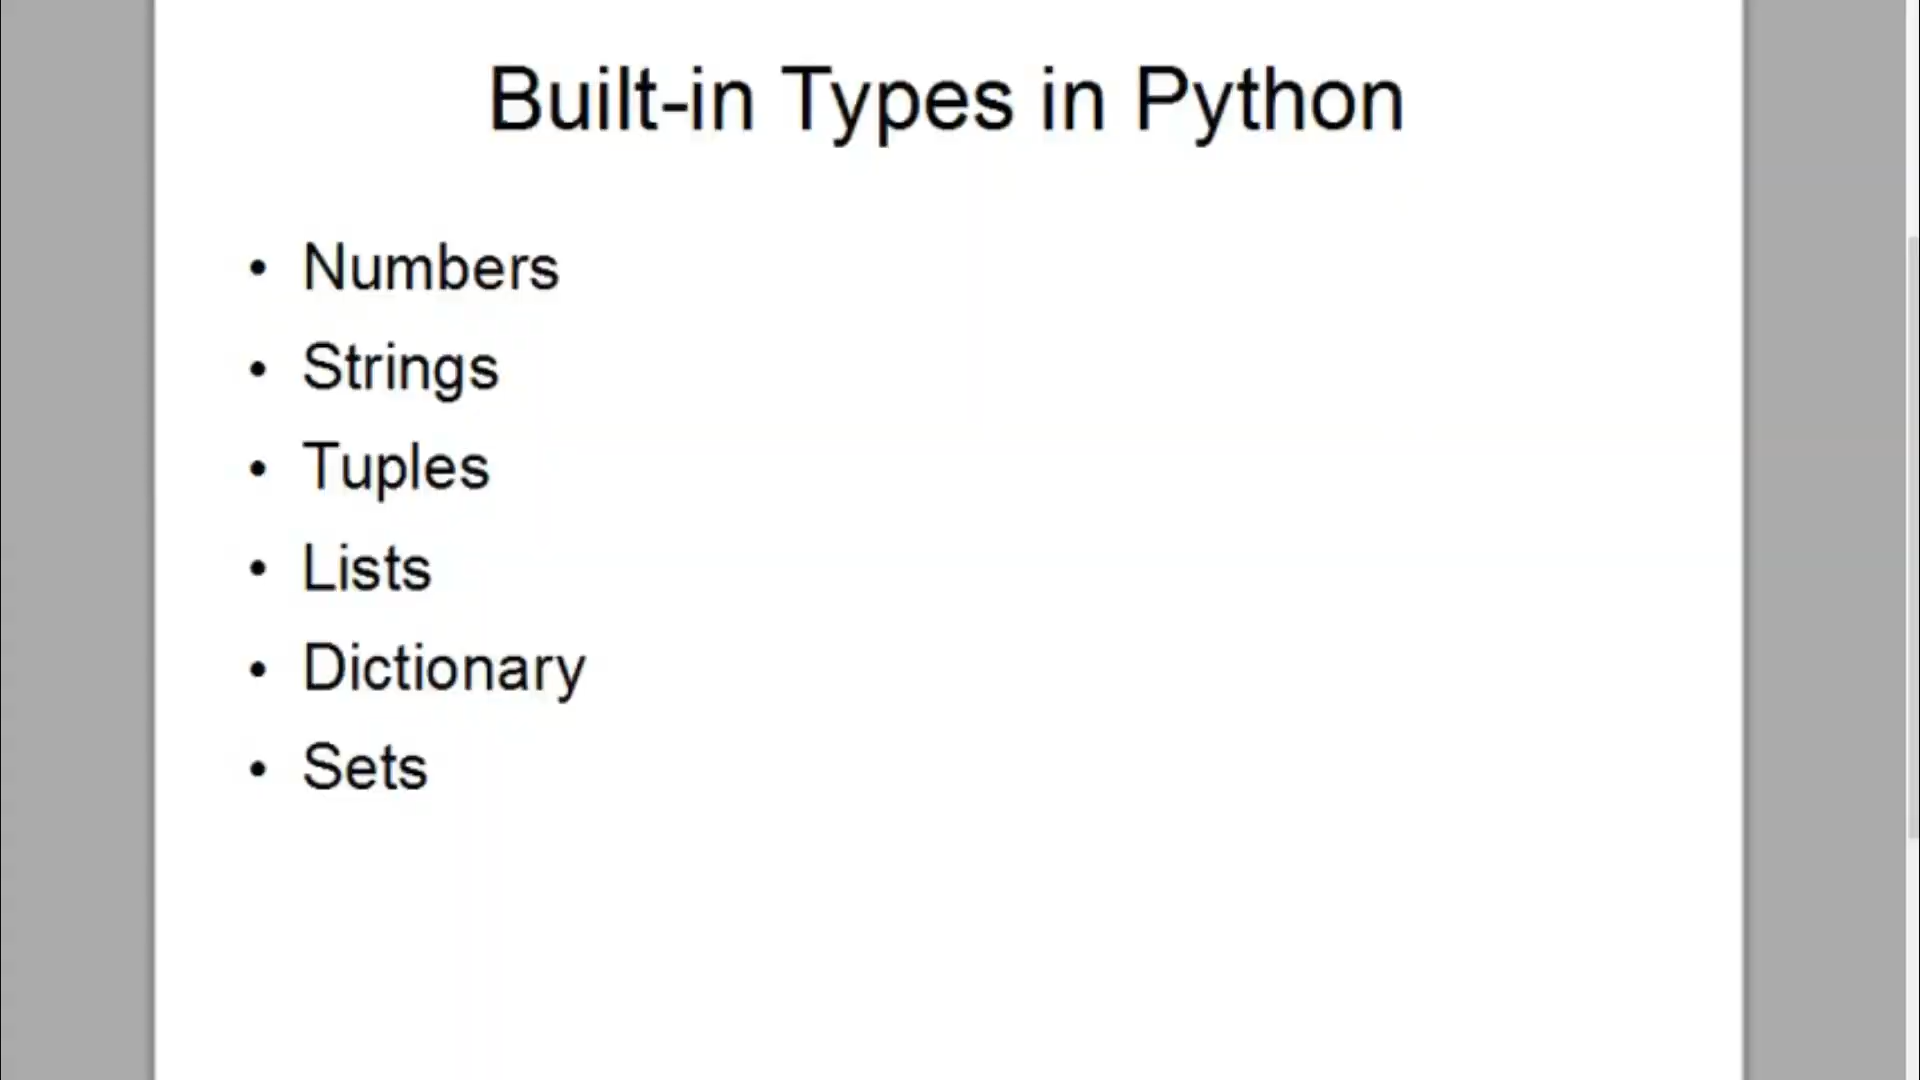 Built-in Types in Python
• Numbers
• Strings
• Tuples
• Lists
• Dictionary
• Sets